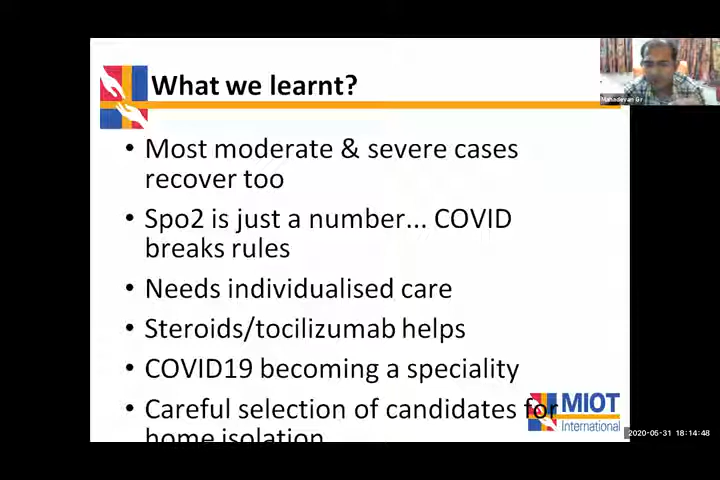 What we learnt?
• Most moderate & severe cases
recover too
• Spo2 is just a number... COVID
breaks rules
• Needs individualised care
• Steroids/tocilizumab helps
• COVID19 becoming a speciality
• Careful selection of candidates for
home isolation
MIOT
International
2020-05-31 18:14:48